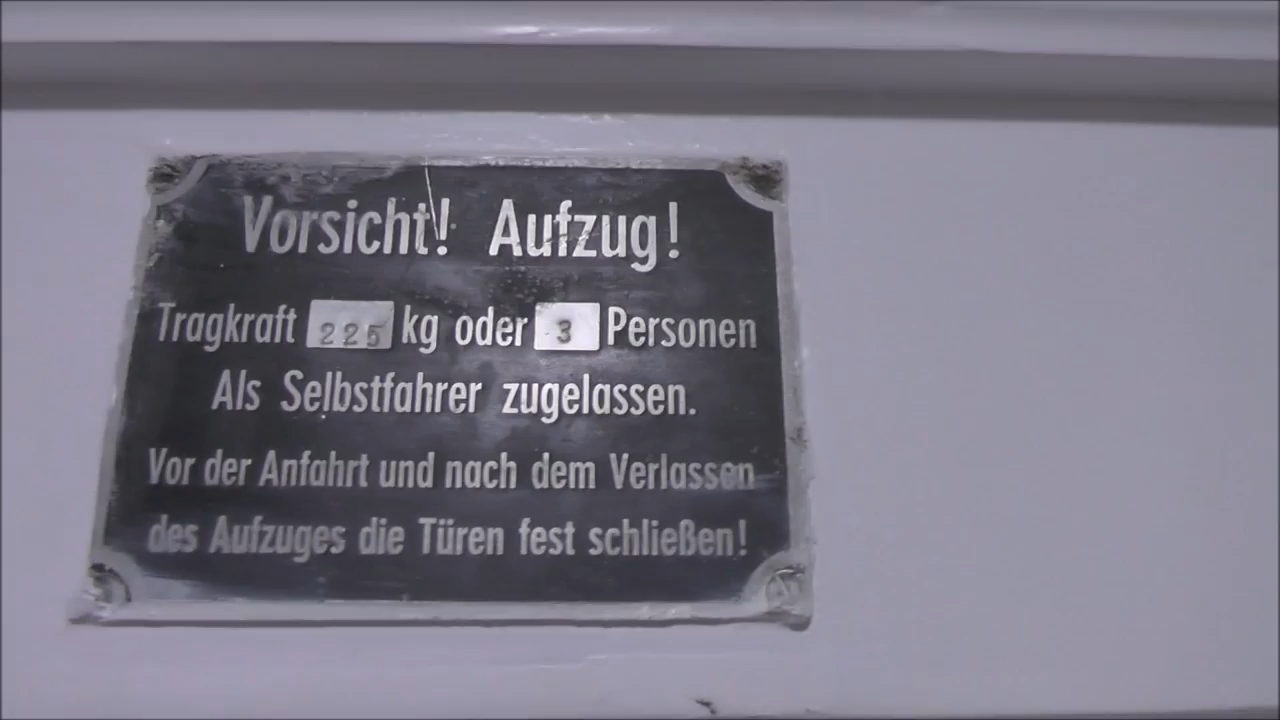 Vorsicht! Aufzug!
Tragkraft 225 kg oder 3 Personen
Als Selbstfahrer zugelassen.
Vor der Anfahrt und nach dem Verlassen
des Aufzuges die Türen fest schließen!